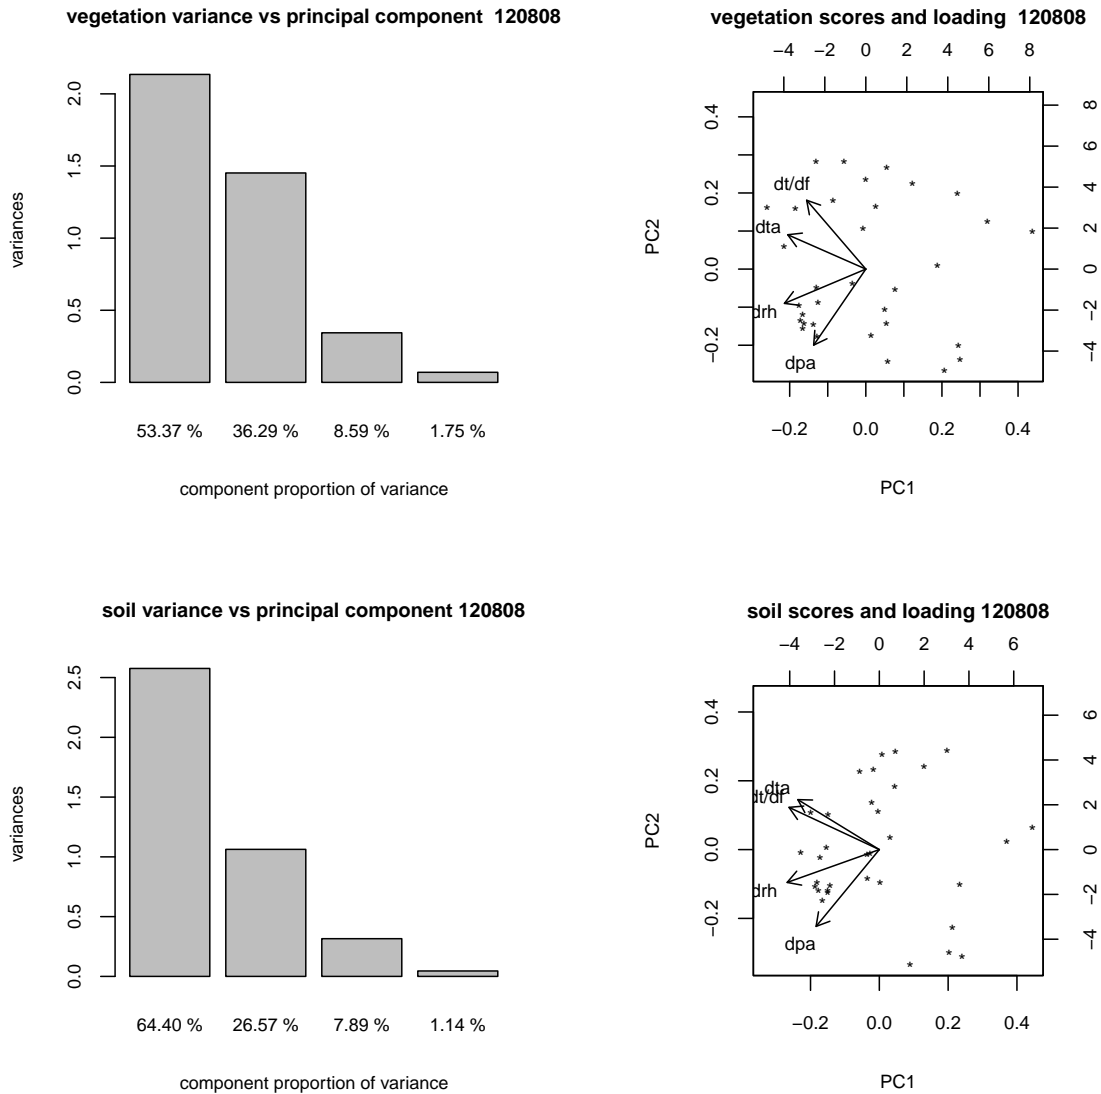 vegetation variance vs principal component  120808
variances
2.0
1.5
1.0
0.5
0.0
53.37 % 36.29 % 8.59 % 1.75 %
component proportion of variance
vegetation scores and loading  120808
−4 −2 0 2 4 6 8
PC2
0.4
0.2
0.0
−0.2
8
6
4
2
0
−2
−4
dt/df
dta
drh
dpa
−0.2 0.0 0.2 0.4
PC1
soil variance vs principal component 120808
variances
2.5
2.0
1.5
1.0
0.5
0.0
64.40 % 26.57 % 7.89 % 1.14 %
component proportion of variance
soil scores and loading 120808
−4 −2 0 2 4 6
PC2
0.4
0.2
0.0
−0.2
6
4
2
0
−2
−4
dta
dt/df
drh
dpa
−0.2 0.0 0.2 0.4
PC1